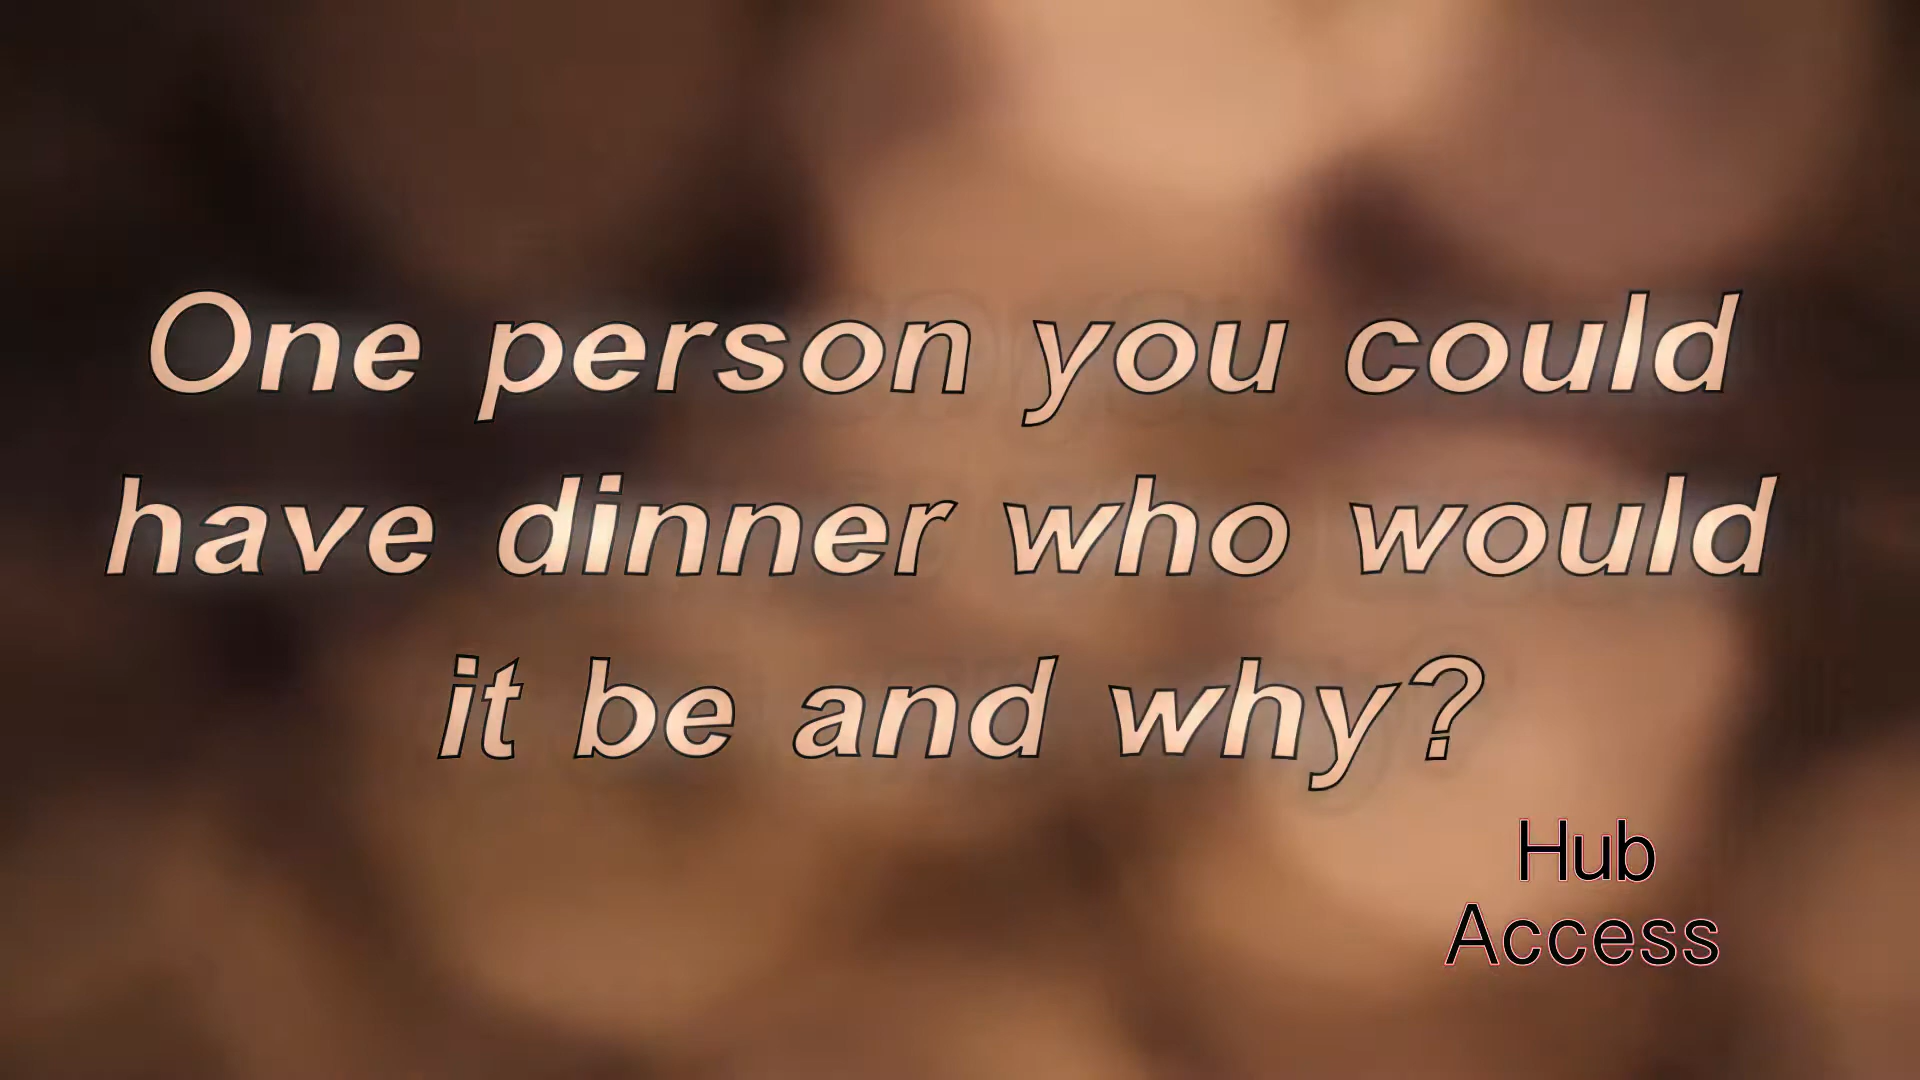 One person you could
have dinner who would
it be and why?
Hub
Access